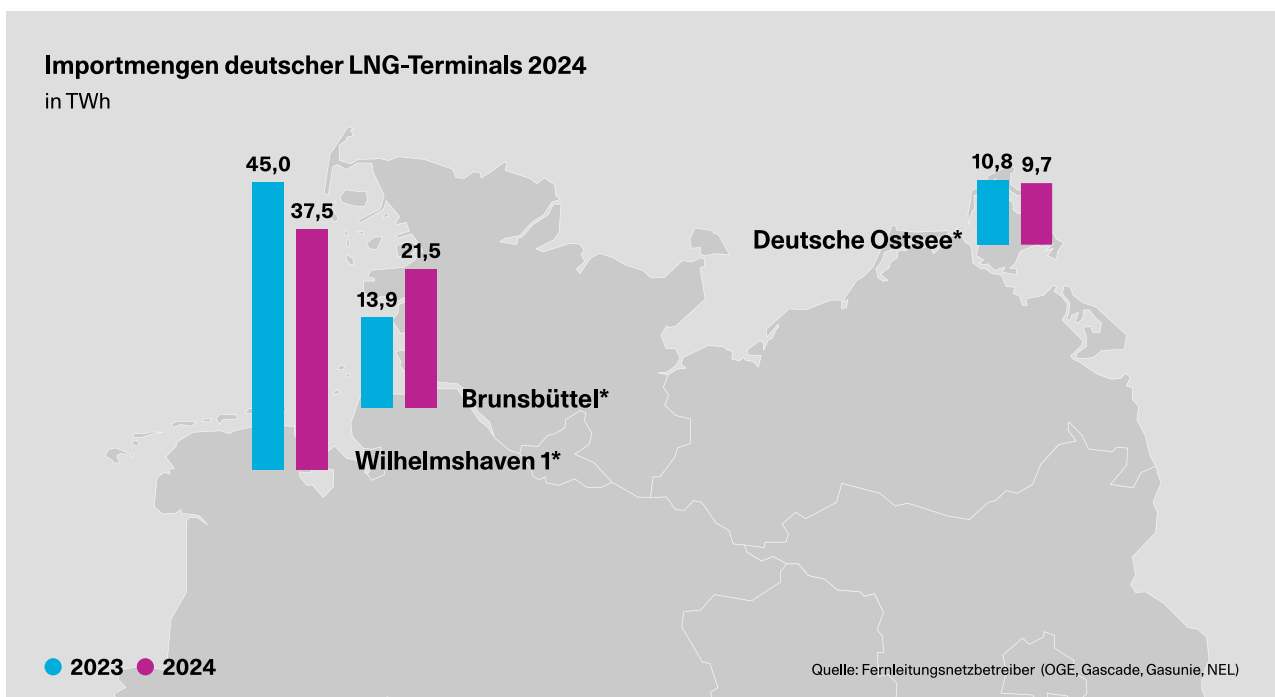 Importmengen deutscher LNG-Terminals 2024
in TWh
45,0
37,5
13,9
21,5
Brunsbüttel*
Wilhelmshaven 1*
10,8
9,7
Deutsche Ostsee*
2023
2024
Quelle: Fernleitungsnetzbetreiber (OGE, Gascade, Gasunie, NEL)